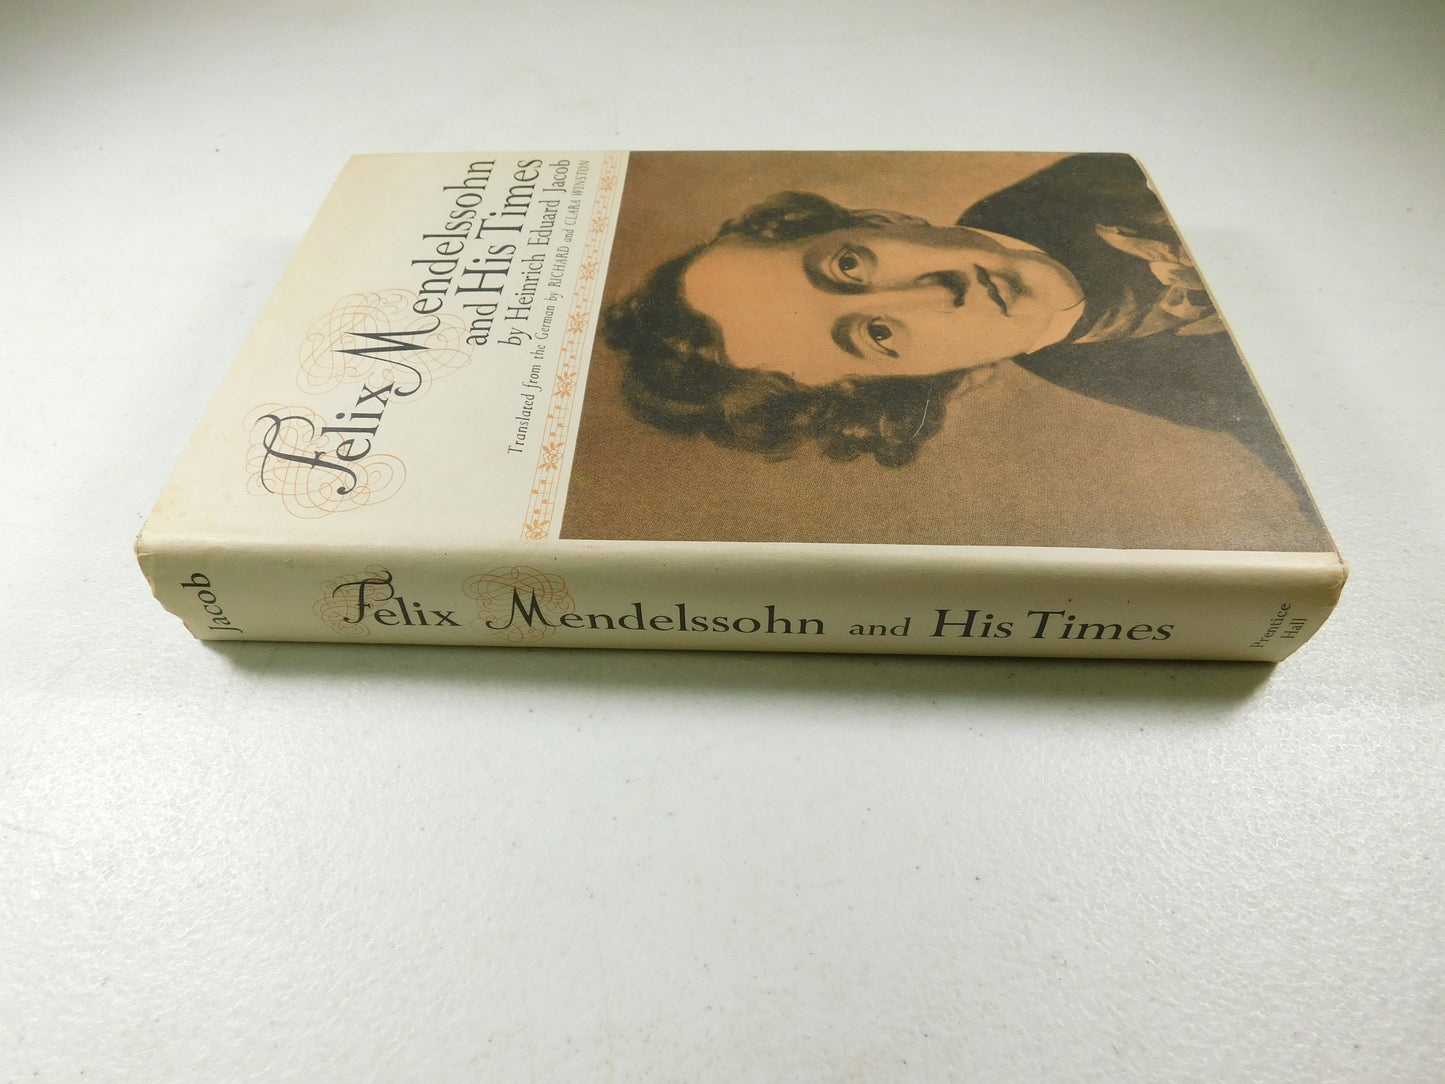 Felix Mendelssohn
and His Times
by Heinrich Eduard Jacob
Translated from the German by RICHARD and CLARA WINSTON
Jacob
Felix Mendelssohn and His Times
Prentice
Hall